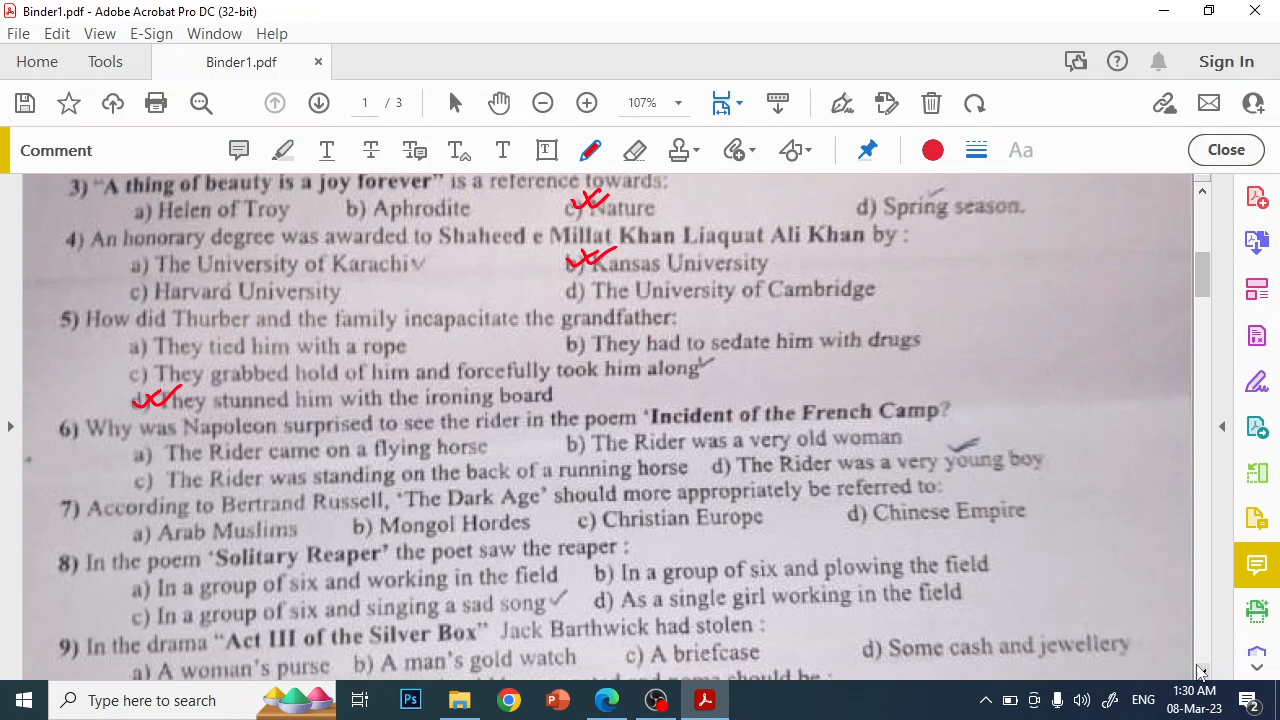 Binder1.pdf - Adobe Acrobat Pro DC (32-bit)
File Edit View E-Sign Window Help
Home Tools Binder1.pdf × Sign In
1 / 3 107%
Comment Aa Close
3) "A thing of beauty is a joy forever" is a reference towards:
a) Helen of Troy b) Aphrodite c) Nature d) Spring season.
4) An honorary degree was awarded to Shaheed e Millat Khan Liaquat Ali Khan by :
a) The University of Karachi b) Kansas University
c) Harvard University d) The University of Cambridge
5) How did Thurber and the family incapacitate the grandfather:
a) They tied him with a rope b) They had to sedate him with drugs
c) They grabbed hold of him and forcefully took him along
d) They stunned him with the ironing board
6) Why was Napoleon surprised to see the rider in the poem 'Incident of the French Camp?
a) The Rider came on a flying horse b) The Rider was a very old woman
c) The Rider was standing on the back of a running horse d) The Rider was a very young boy
7) According to Bertrand Russell, 'The Dark Age' should more appropriately be referred to:
a) Arab Muslims b) Mongol Hordes c) Christian Europe d) Chinese Empire
8) In the poem 'Solitary Reaper' the poet saw the reaper :
a) In a group of six and working in the field b) In a group of six and plowing the field
c) In a group of six and singing a sad song d) As a single girl working in the field
9) In the drama "Act III of the Silver Box" Jack Barthwick had stolen :
a) A woman's purse b) A man's gold watch c) A briefcase d) Some cash and jewellery
Type here to search Ps ENG 1:30 AM
08-Mar-23 2